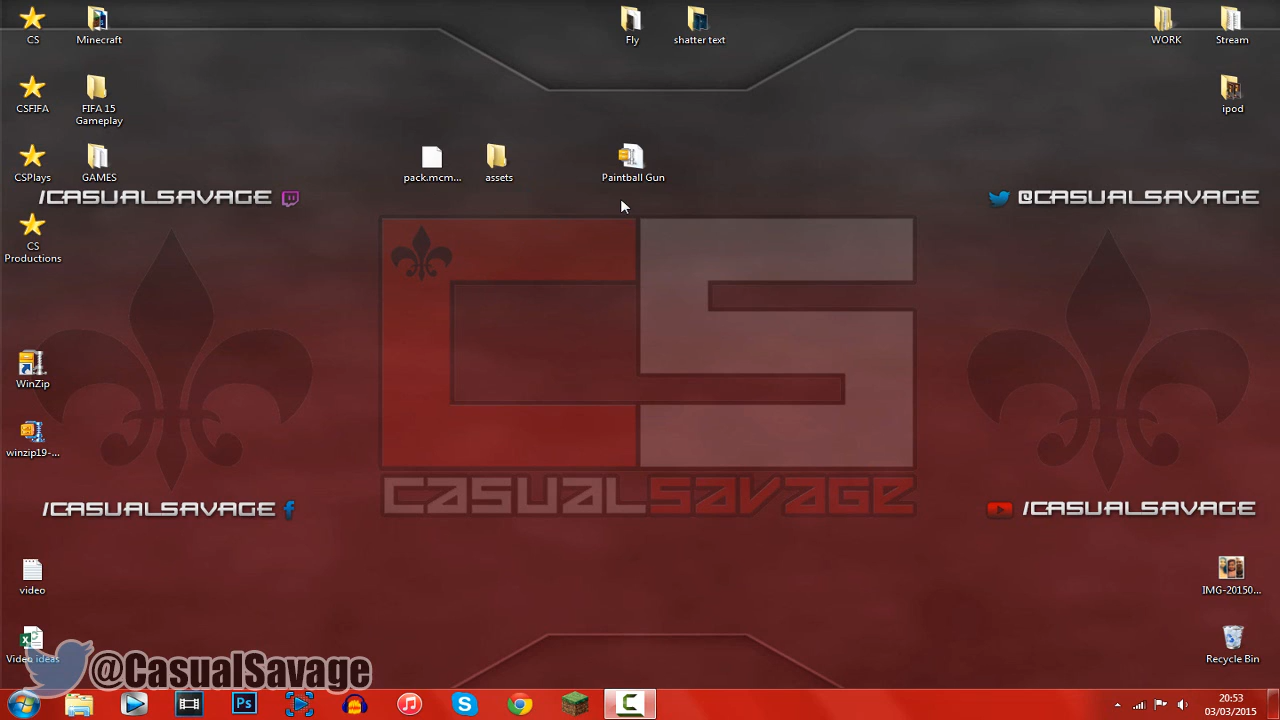 CS
Minecraft
Fly
shatter text
WORK
Stream
CSFIFA
FIFA 15
Gameplay
ipod
CSPlays
GAMES
pack.mcm...
assets
Paintball Gun
/CASUALSAVAGE
@CASUALSAVAGE
CS
Productions
CS
WinZip
winzip19-...
CASUALSAVAGE
/CASUALSAVAGE
f
/CASUALSAVAGE
video
IMG-20150...
Video ideas
@CasualSavage
Recycle Bin
Ps
20:53
03/03/2015